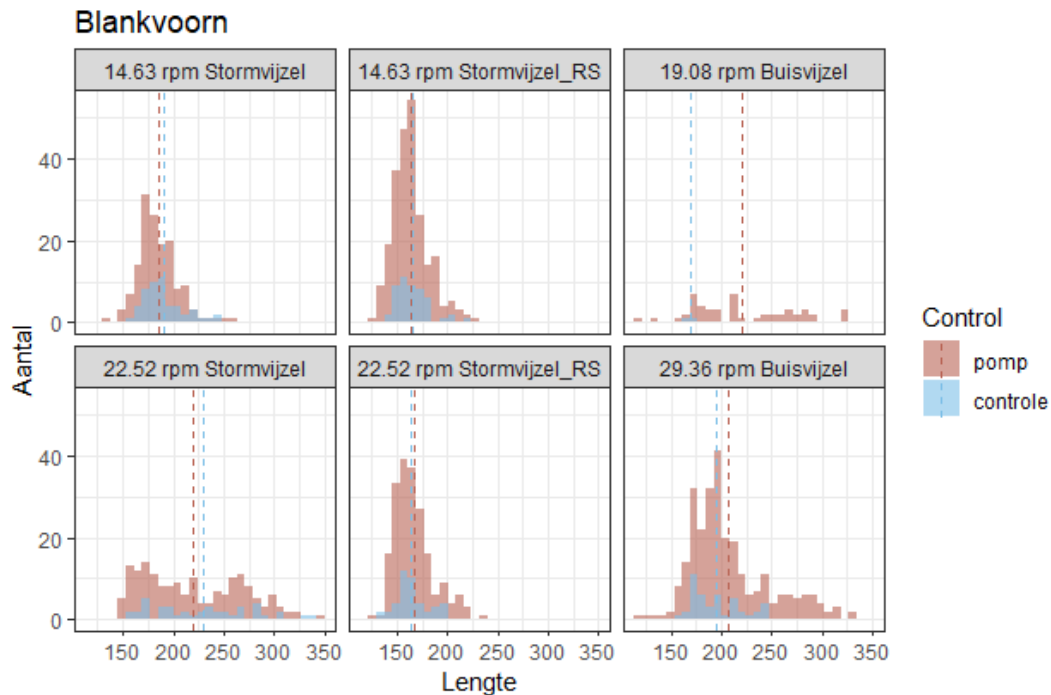 Blankvoorn
14.63 rpm Stormvijzel
14.63 rpm Stormvijzel_RS
19.08 rpm Buisvijzel
40
20
0
22.52 rpm Stormvijzel
22.52 rpm Stormvijzel_RS
29.36 rpm Buisvijzel
40
20
0
150 200 250 300 350
150 200 250 300 350
150 200 250 300 350
Aantal
Lengte
Control
pomp
controle